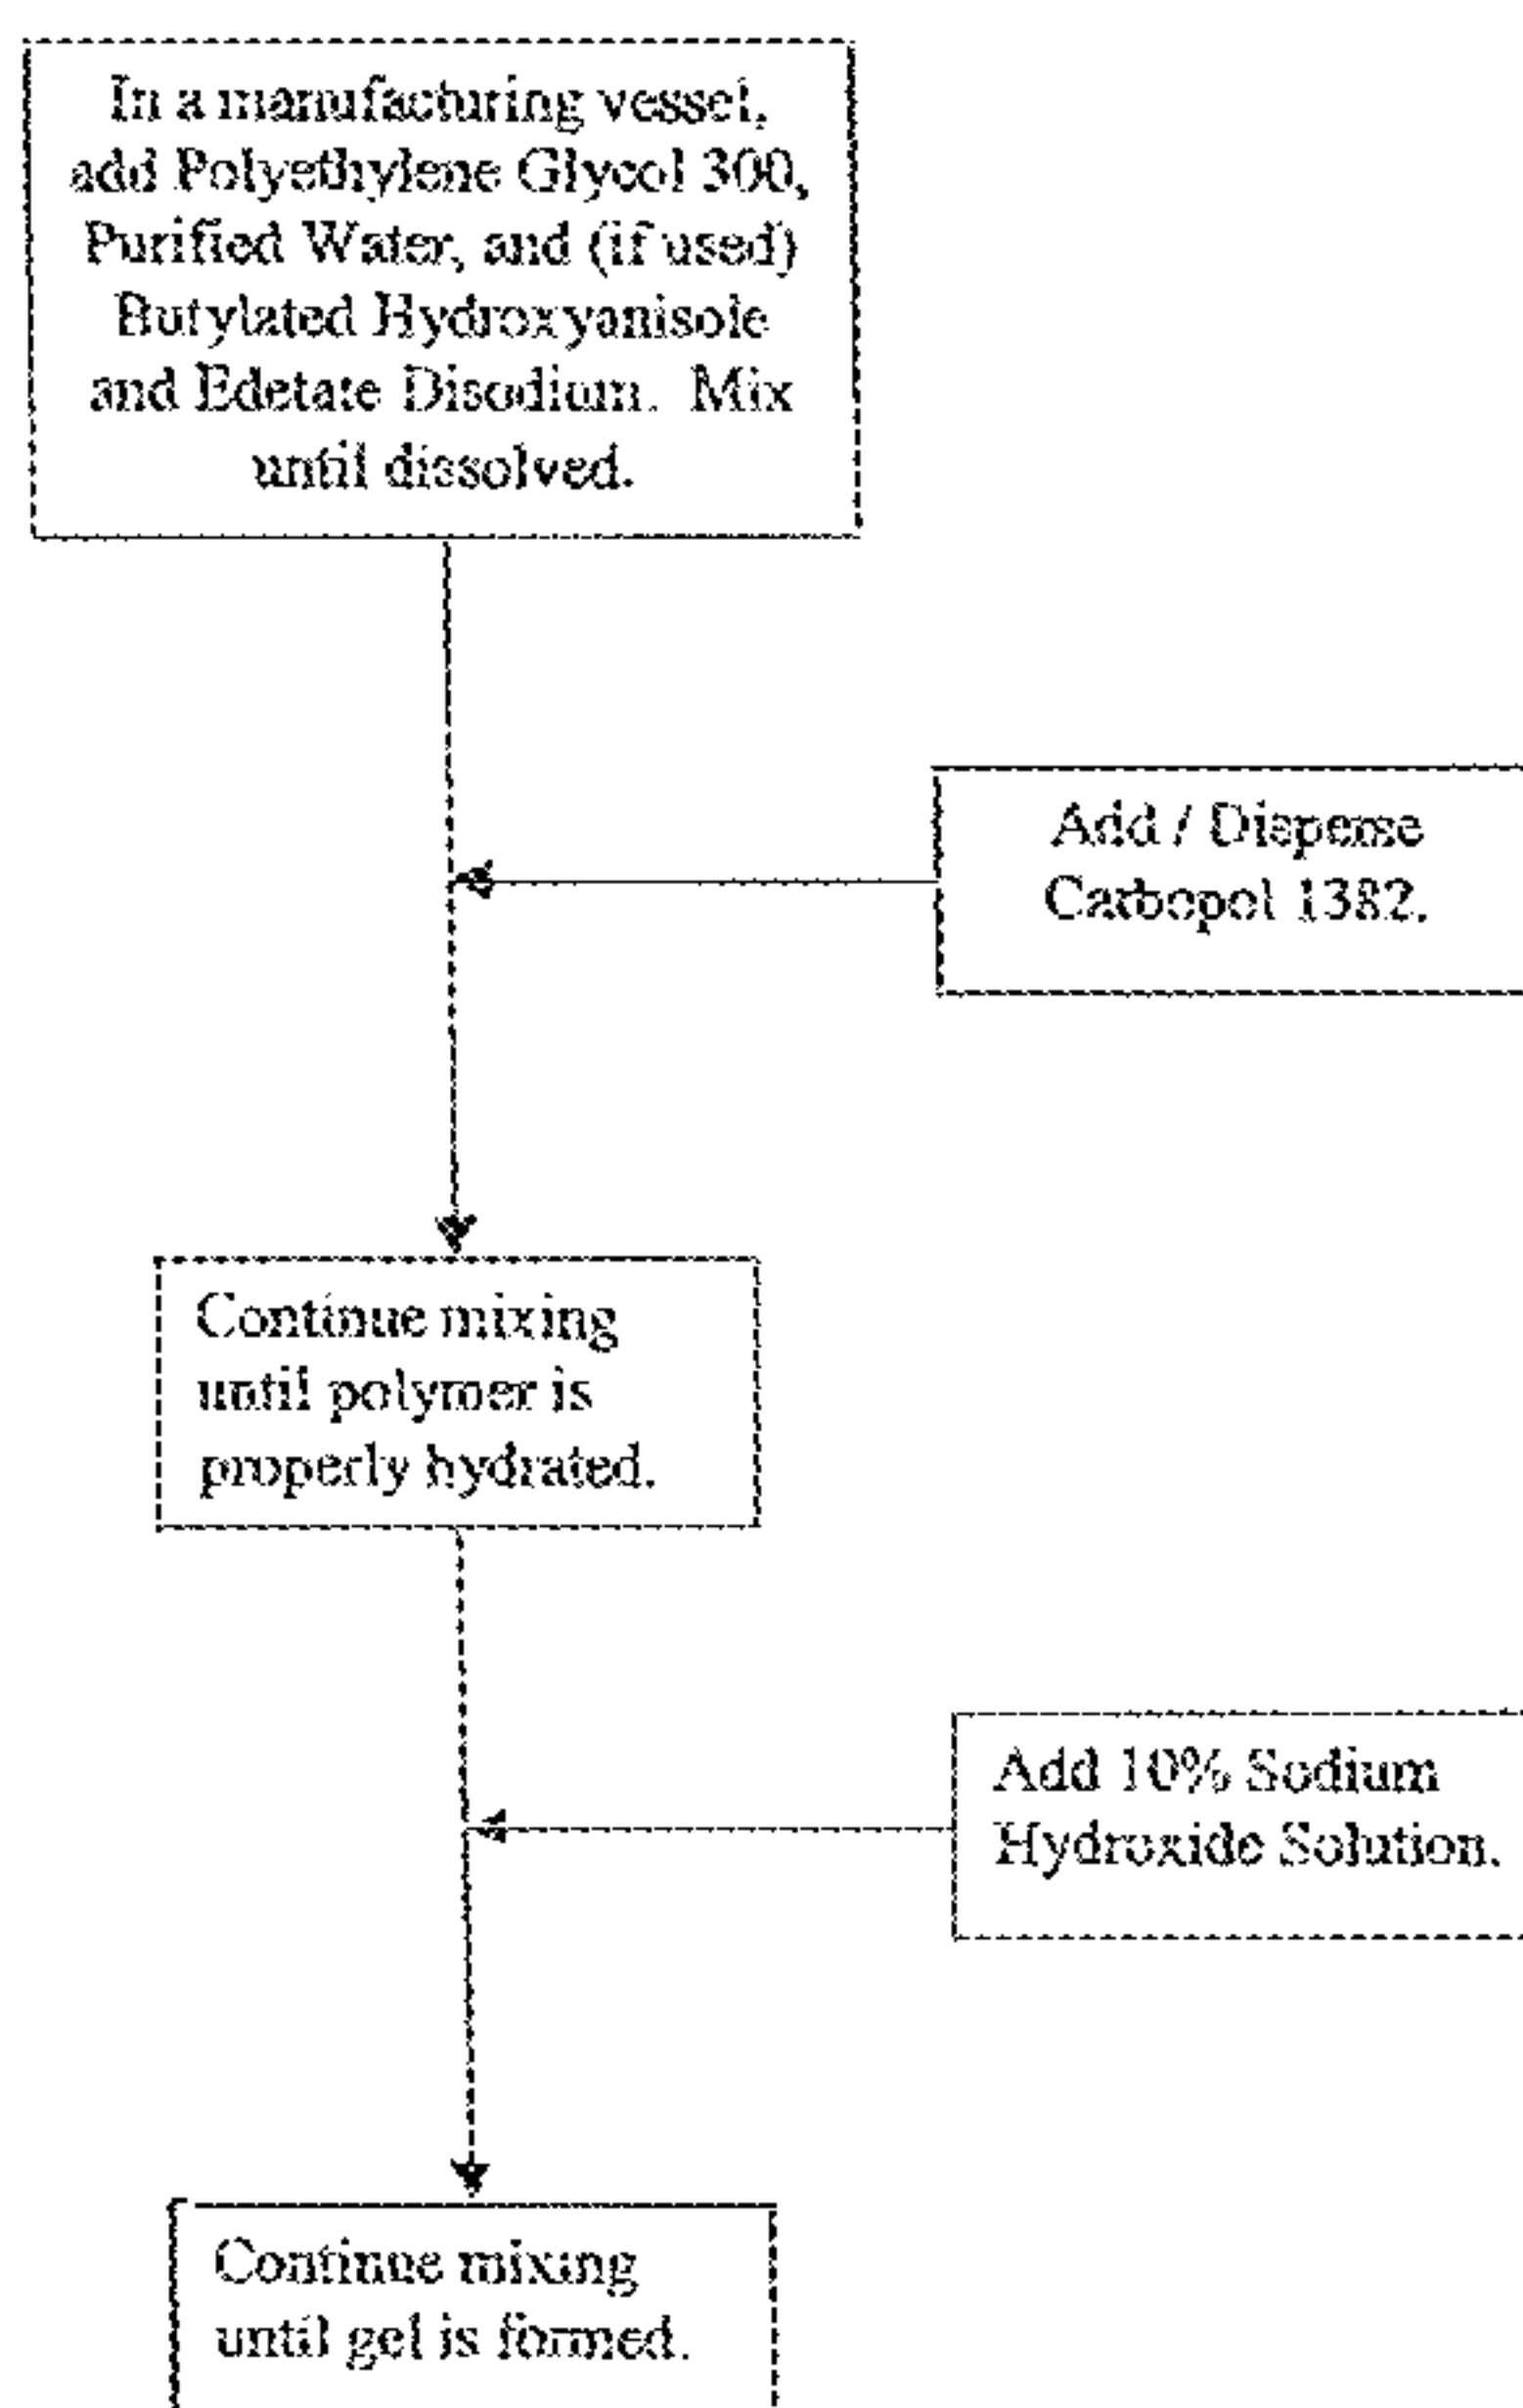 In a manufacturing vessel,
add Polyethylene Glycol 300,
Purified Water, and (if used)
Butylated Hydroxyanisole
and Edetate Disodium. Mix
until dissolved.
Add / Disperse
Carbopol 1382.
Continue mixing
until polymer is
properly hydrated.
Add 10% Sodium
Hydroxide Solution.
Continue mixing
until gel is formed.